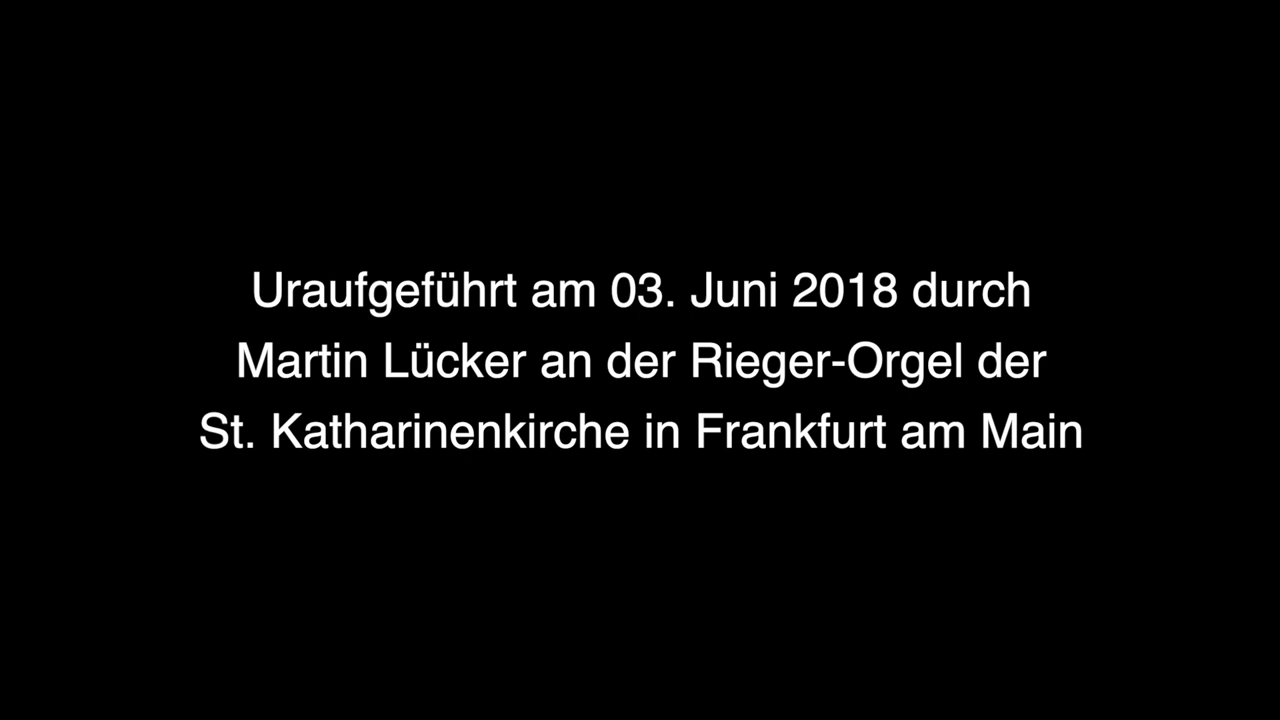 Uraufgeführt am 03. Juni 2018 durch
Martin Lücker an der Rieger-Orgel der
St. Katharinenkirche in Frankfurt am Main